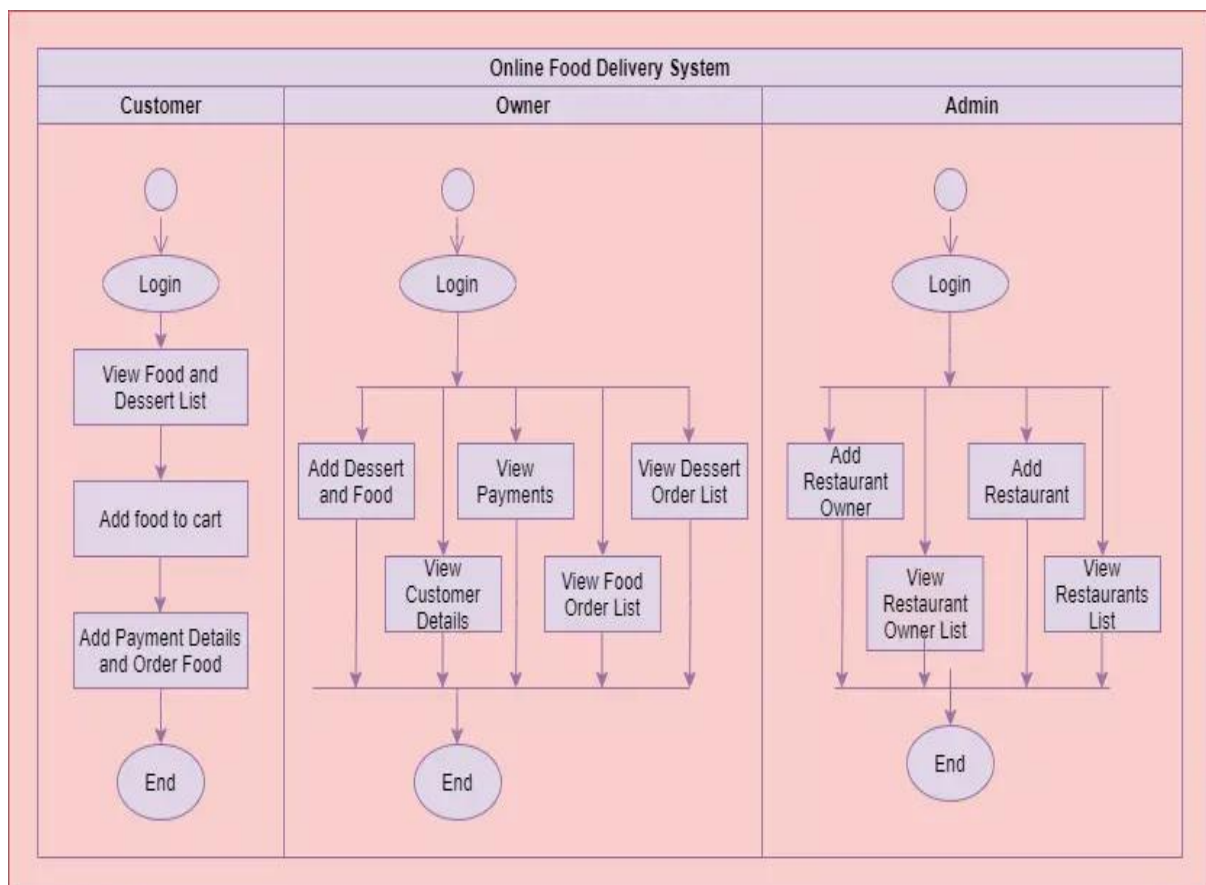 Online Food Delivery System
Customer
Owner
Admin
Login
View Food and
Dessert List
Add food to cart
Add Payment Details
and Order Food
End
Login
Add Dessert
and Food
View
Customer
Details
View
Payments
View Food
Order List
View Dessert
Order List
End
Login
Add
Restaurant
Owner
View
Restaurant
Owner List
Add
Restaurant
View
Restaurants
List
End